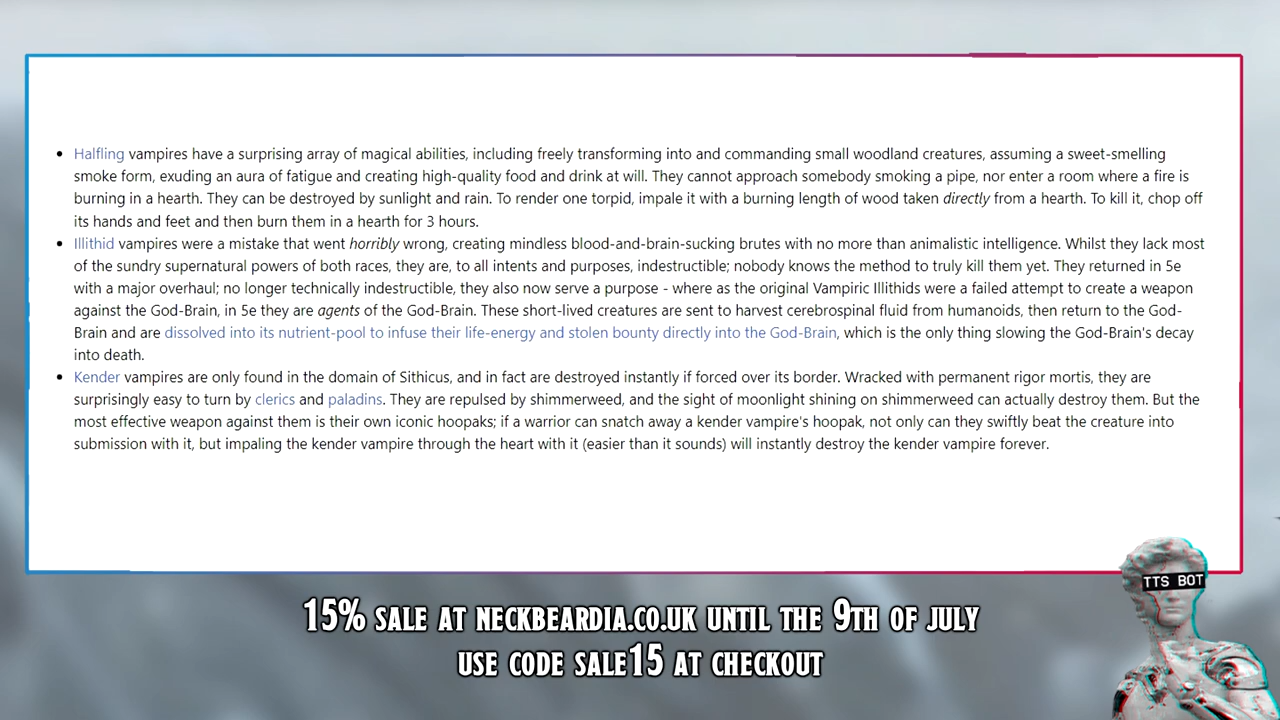 Halfling vampires have a surprising array of magical abilities, including freely transforming into and commanding small woodland creatures, assuming a sweet-smelling
smoke form, exuding an aura of fatigue and creating high-quality food and drink at will. They cannot approach somebody smoking a pipe, nor enter a room where a fire is
burning in a hearth. They can be destroyed by sunlight and rain. To render one torpid, impale it with a burning length of wood taken directly from a hearth. To kill it, chop off
its hands and feet and then burn them in a hearth for 3 hours.
Illithid vampires were a mistake that went horribly wrong, creating mindless blood-and-brain-sucking brutes with no more than animalistic intelligence. Whilst they lack most
of the sundry supernatural powers of both races, they are, to all intents and purposes, indestructible; nobody knows the method to truly kill them yet. They returned in 5e
with a major overhaul; no longer technically indestructible, they also now serve a purpose - where as the original Vampiric Illithids were a failed attempt to create a weapon
against the God-Brain, in 5e they are agents of the God-Brain. These short-lived creatures are sent to harvest cerebrospinal fluid from humanoids, then return to the God-
Brain and are dissolved into its nutrient-pool to infuse their life-energy and stolen bounty directly into the God-Brain, which is the only thing slowing the God-Brain's decay
into death.
Kender vampires are only found in the domain of Sithicus, and in fact are destroyed instantly if forced over its border. Wracked with permanent rigor mortis, they are
surprisingly easy to turn by clerics and paladins. They are repulsed by shimmerweed, and the sight of moonlight shining on shimmerweed can actually destroy them. But the
most effective weapon against them is their own iconic hoopaks; if a warrior can snatch away a kender vampire's hoopak, not only can they swiftly beat the creature into
submission with it, but impaling the kender vampire through the heart with it (easier than it sounds) will instantly destroy the kender vampire forever.
TTS BOT
15% SALE AT NECKBEARDIA.CO.UK UNTIL THE 9TH OF JULY
USE CODE SALE15 AT CHECKOUT